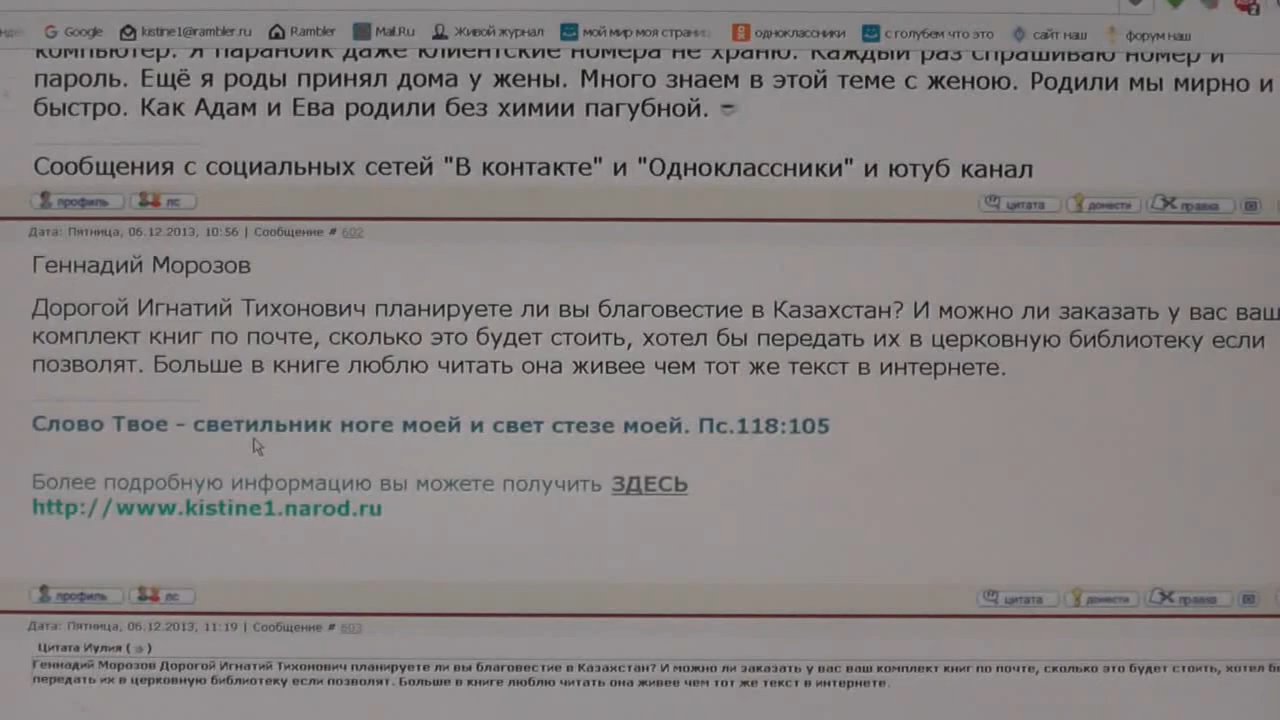 Google kistine1@rambler.ru Rambler Mail.Ru Живой журнал мой мир моя страниц одноклассники с голубем что это сайт наш форум наш
компьютер. Я параноик даже клиентские номера не храню. Каждый раз спрашиваю номер и
пароль. Ещё я роды принял дома у жены. Много знаем в этой теме с женою. Родили мы мирно и
быстро. Как Адам и Ева родили без химии пагубной.
Сообщения с социальных сетей "В контакте" и "Одноклассники" и ютуб канал
профиль лс цитата донести правка
Дата: Пятница, 06.12.2013, 10:56 | Сообщение # 602
Геннадий Морозов
Дорогой Игнатий Тихонович планируете ли вы благовестие в Казахстан? И можно ли заказать у вас ваш
комплект книг по почте, сколько это будет стоить, хотел бы передать их в церковную библиотеку если
позволят. Больше в книге люблю читать она живее чем тот же текст в интернете.
Слово Твое - светильник ноге моей и свет стезе моей. Пс.118:105
Более подробную информацию вы можете получить ЗДЕСЬ
http://www.kistine1.narod.ru
профиль лс цитата донести правка
Дата: Пятница, 06.12.2013, 11:19 | Сообщение # 603
Цитата Иулия ( )
Геннадий Морозов Дорогой Игнатий Тихонович планируете ли вы благовестие в Казахстан? И можно ли заказать у вас ваш комплект книг по почте, сколько это будет стоить, хотел
передать их в церковную библиотеку если позволят. Больше в книге люблю читать она живее чем тот же текст в интернете.